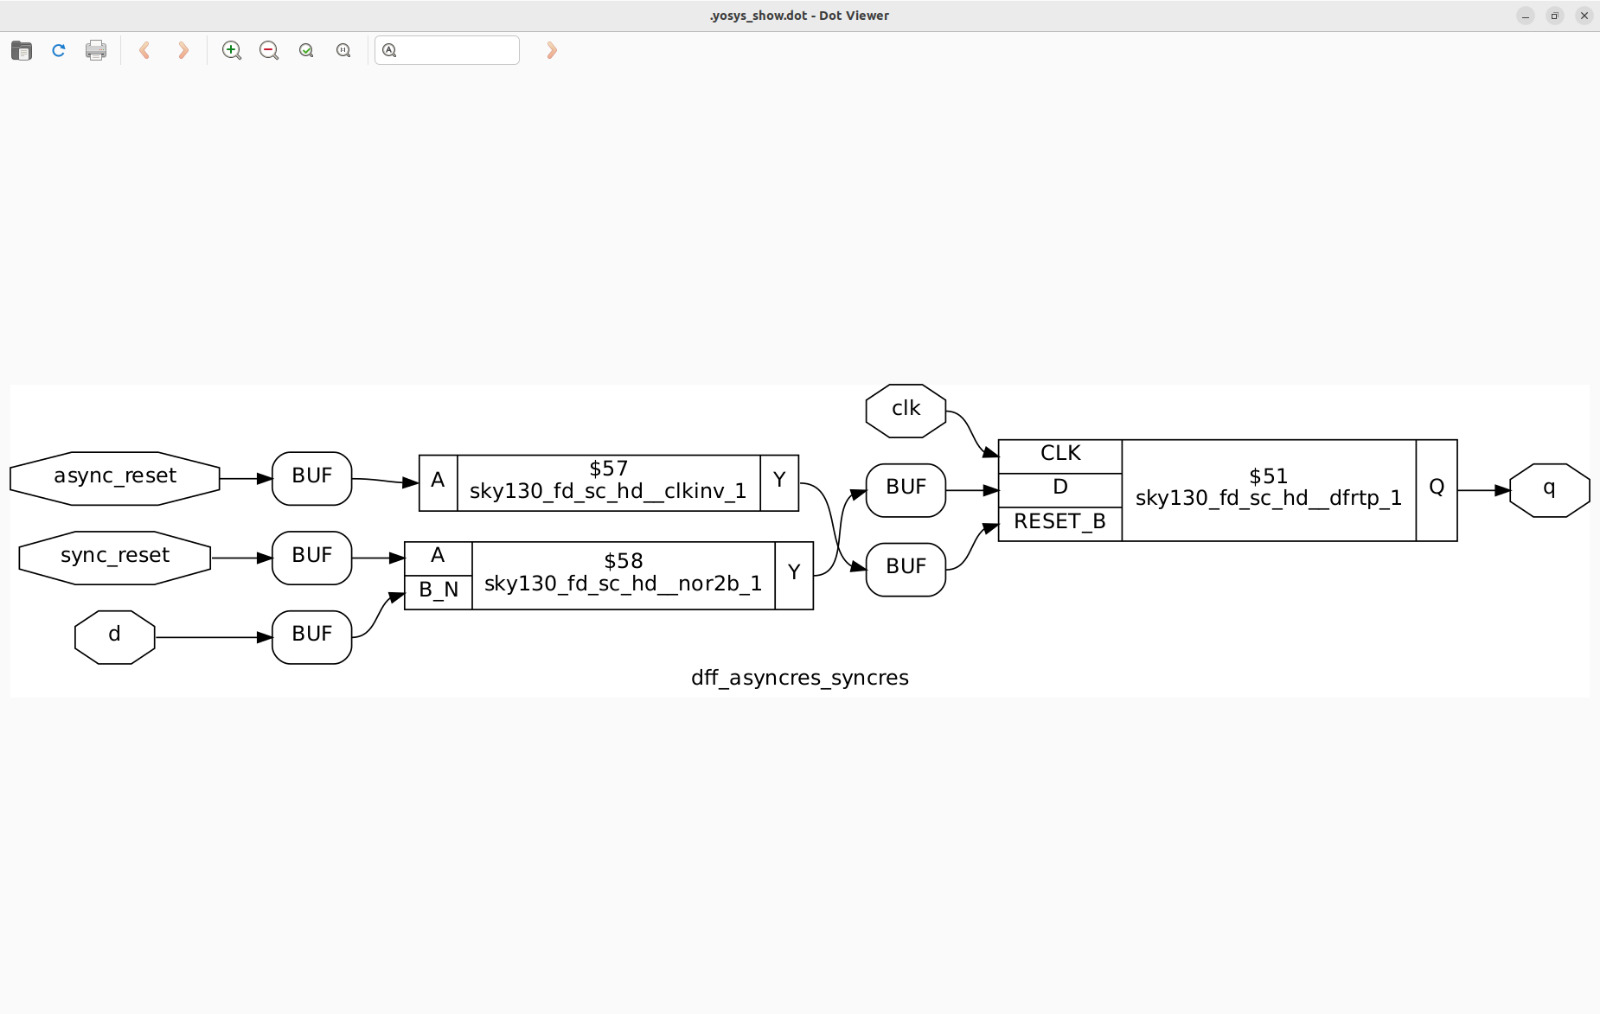 .yosys_show.dot - Dot Viewer
clk
async_reset
BUF
A
$57
sky130_fd_sc_hd__clkinv_1
Y
BUF
CLK
D
RESET_B
$51
sky130_fd_sc_hd__dfrtp_1
Q
q
sync_reset
BUF
A
B_N
$58
sky130_fd_sc_hd__nor2b_1
Y
BUF
d
BUF
dff_asyncres_syncres